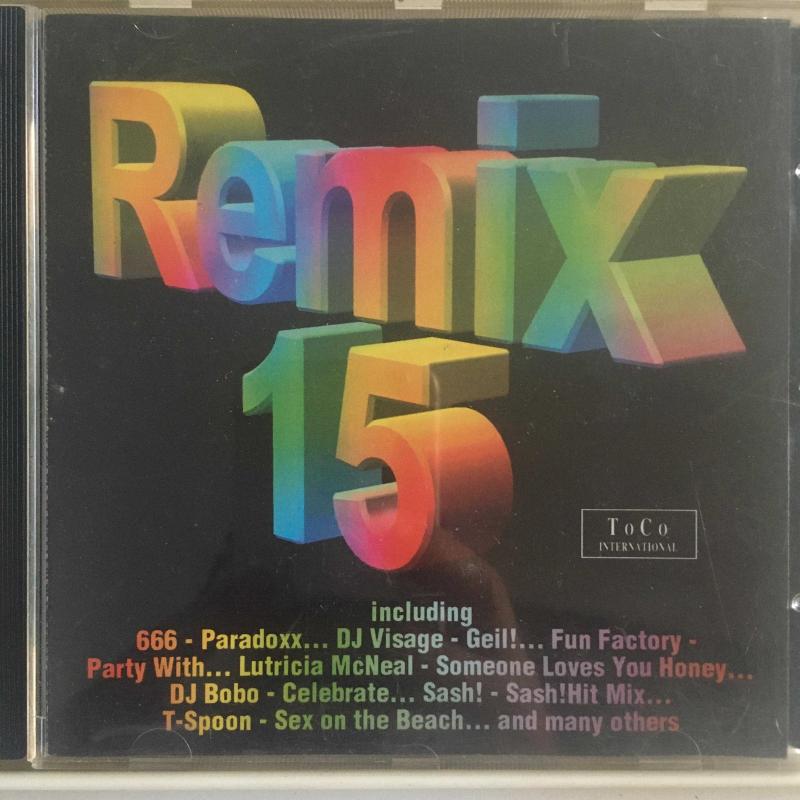 Remix
15
ToCo
INTERNATIONAL
including
666 - Paradoxx... DJ Visage - Geil!... Fun Factory -
Party With... Lutricia McNeal - Someone Loves You Honey...
DJ Bobo - Celebrate... Sash! - Sash!Hit Mix...
T-Spoon - Sex on the Beach... and many others